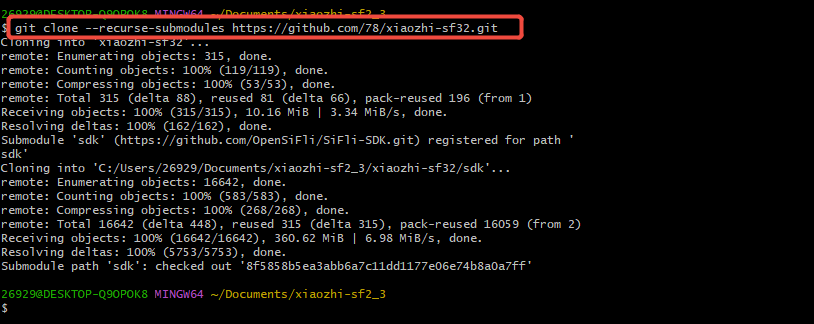 26929@DESKTOP-Q9OPOK8 MINGW64 ~/Documents/xiaozhi-sf2_3
$ git clone --recurse-submodules https://github.com/78/xiaozhi-sf32.git
Cloning into 'xiaozhi-sf32'...
remote: Enumerating objects: 315, done.
remote: Counting objects: 100% (119/119), done.
remote: Compressing objects: 100% (53/53), done.
remote: Total 315 (delta 88), reused 81 (delta 66), pack-reused 196 (from 1)
Receiving objects: 100% (315/315), 10.16 MiB | 3.34 MiB/s, done.
Resolving deltas: 100% (162/162), done.
Submodule 'sdk' (https://github.com/OpenSiFli/SiFli-SDK.git) registered for path '
sdk'
Cloning into 'C:/Users/26929/Documents/xiaozhi-sf2_3/xiaozhi-sf32/sdk'...
remote: Enumerating objects: 16642, done.
remote: Counting objects: 100% (583/583), done.
remote: Compressing objects: 100% (268/268), done.
remote: Total 16642 (delta 448), reused 315 (delta 315), pack-reused 16059 (from 2)
Receiving objects: 100% (16642/16642), 360.62 MiB | 6.98 MiB/s, done.
Resolving deltas: 100% (5753/5753), done.
Submodule path 'sdk': checked out '8f5858b5ea3abb6a7c11dd1177e06e74b8a0a7ff'
26929@DESKTOP-Q9OPOK8 MINGW64 ~/Documents/xiaozhi-sf2_3
$